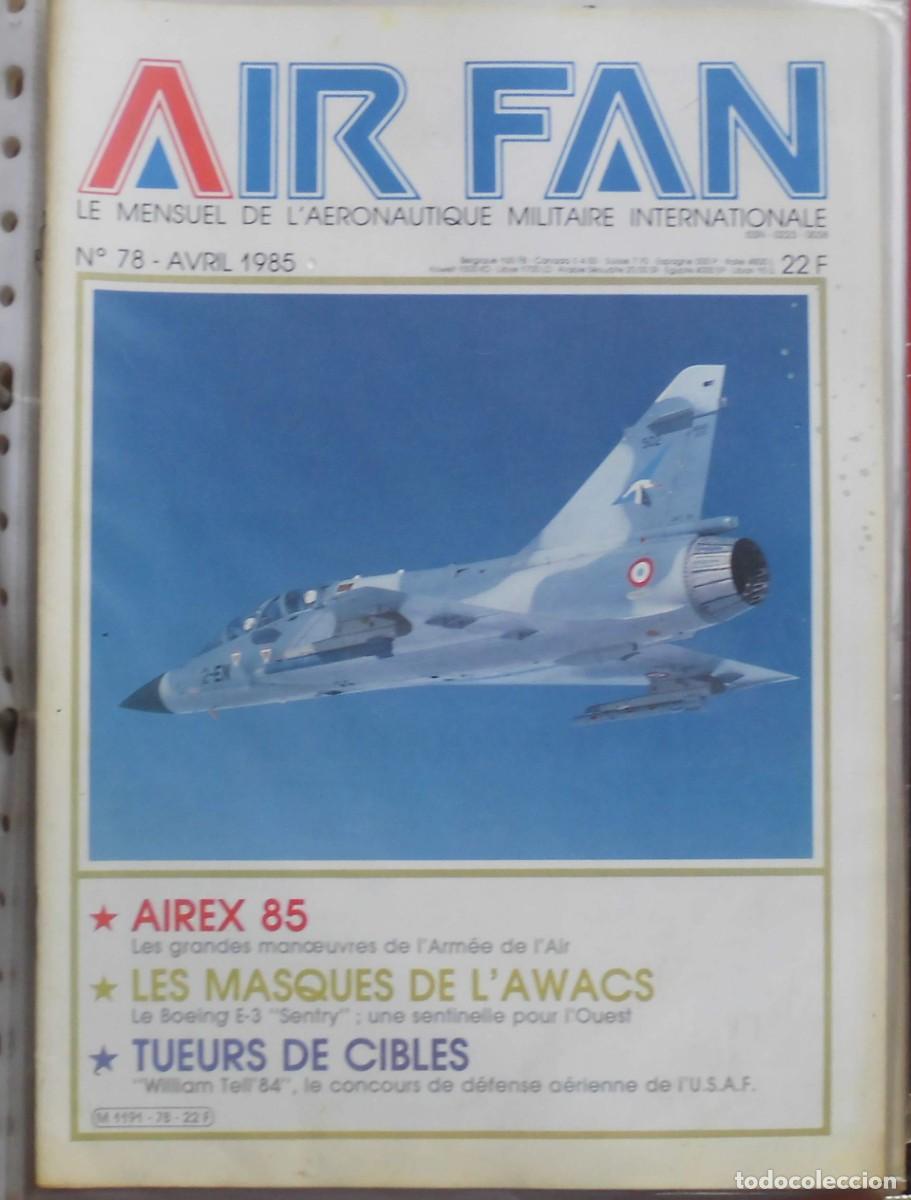 AIR FAN
LE MENSUEL DE L'AERONAUTIQUE MILITAIRE INTERNATIONALE
N° 78 - AVRIL 1985
22 F
502
2-EN
★ AIREX 85
Les grandes manœuvres de l'Armée de l'Air
★ LES MASQUES DE L'AWACS
Le Boeing E-3 "Sentry" : une sentinelle pour l'Ouest
★ TUEURS DE CIBLES
"William Tell'84", le concours de défense aérienne de l'U.S.A.F.
M 1191 - 78 - 22 F
todocoleccion